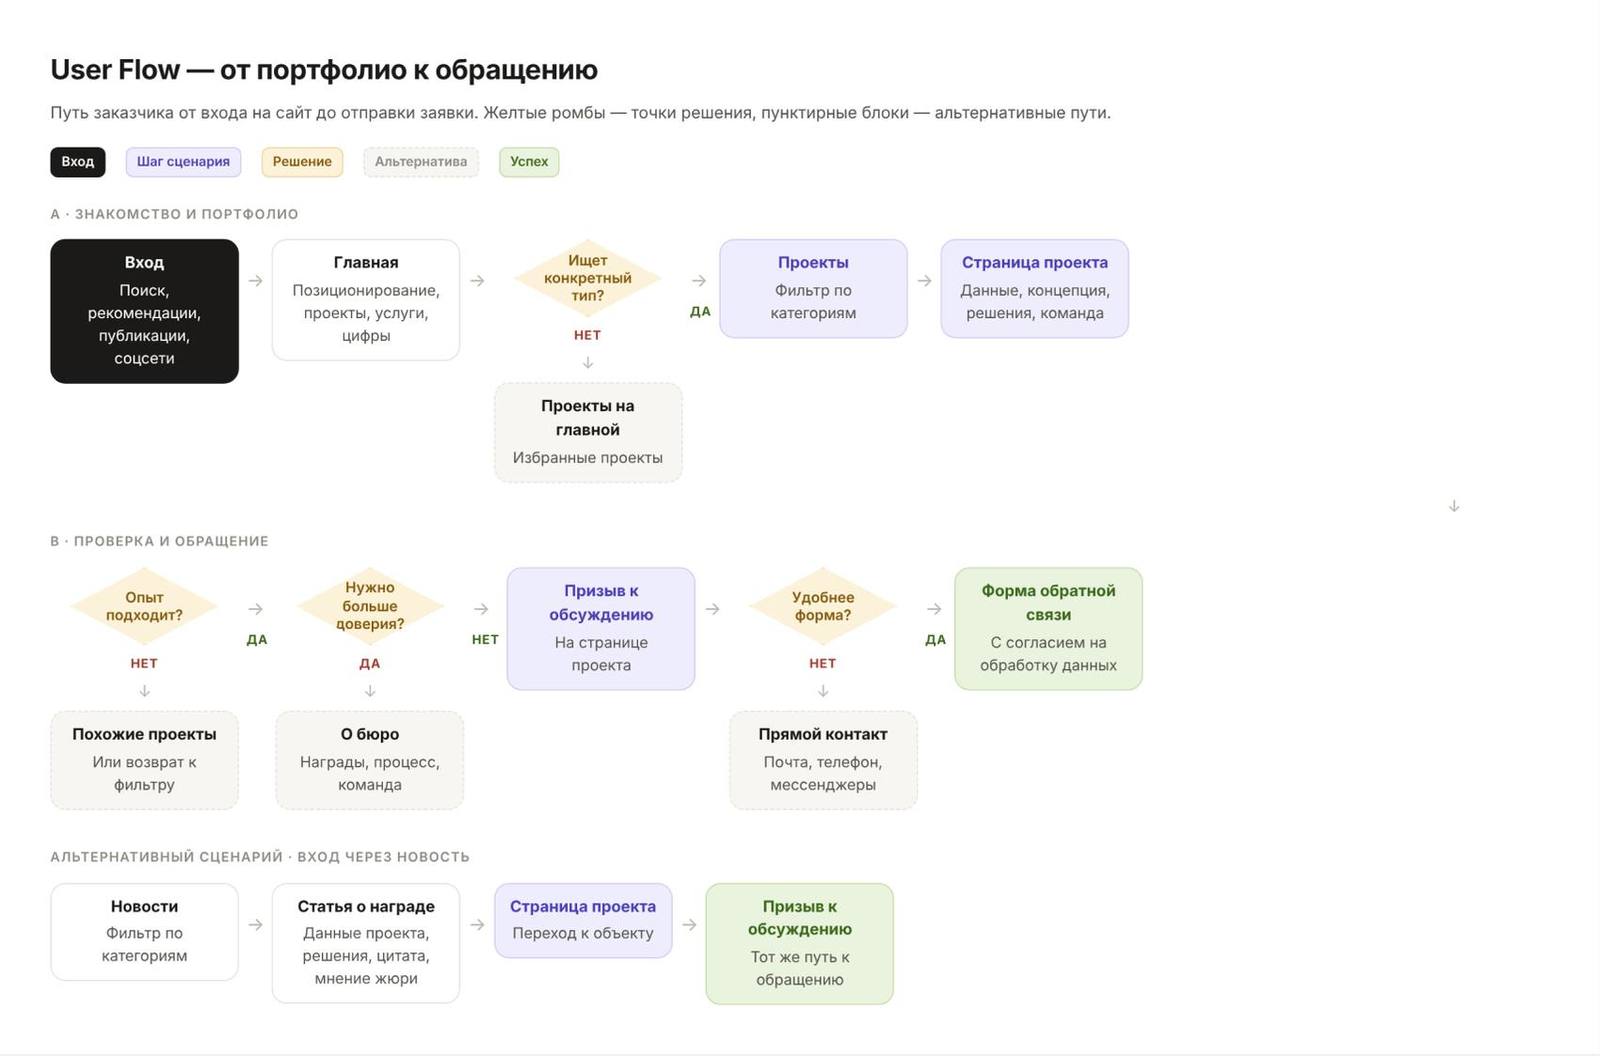 User Flow — от портфолио к обращению
Путь заказчика от входа на сайт до отправки заявки. Желтые ромбы — точки решения, пунктирные блоки — альтернативные пути.
Вход
Шаг сценария
Решение
Альтернатива
Успех
А · ЗНАКОМСТВО И ПОРТФОЛИО
Вход
Поиск,
рекомендации,
публикации,
соцсети
→
Главная
Позиционирование,
проекты, услуги,
цифры
→
Ищет
конкретный
тип?
НЕТ
↓
Проекты на
главной
Избранные проекты
→
ДА
Проекты
Фильтр по
категориям
→
Страница проекта
Данные, концепция,
решения, команда
↓
В · ПРОВЕРКА И ОБРАЩЕНИЕ
Опыт
подходит?
НЕТ
↓
Похожие проекты
Или возврат к
фильтру
→
ДА
Нужно
больше
доверия?
ДА
↓
О бюро
Награды, процесс,
команда
→
НЕТ
Призыв к
обсуждению
На странице
проекта
→
Удобнее
форма?
НЕТ
↓
Прямой контакт
Почта, телефон,
мессенджеры
→
ДА
Форма обратной
связи
С согласием на
обработку данных
АЛЬТЕРНАТИВНЫЙ СЦЕНАРИЙ · ВХОД ЧЕРЕЗ НОВОСТЬ
Новости
Фильтр по
категориям
→
Статья о награде
Данные проекта,
решения, цитата,
мнение жюри
→
Страница проекта
Переход к объекту
→
Призыв к
обсуждению
Тот же путь к
обращению